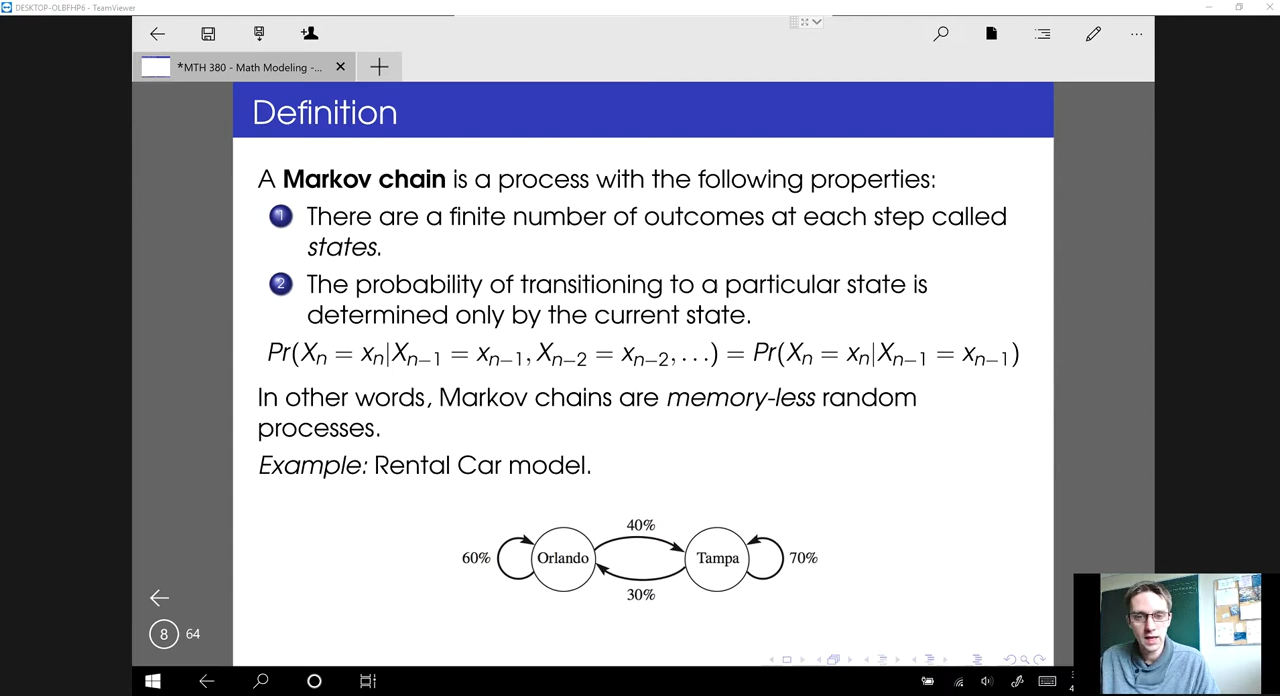 DESKTOP-OLBFHP6 - TeamViewer
*MTH 380 - Math Modeling -...
Definition
A Markov chain is a process with the following properties:
1 There are a finite number of outcomes at each step called
states.
2 The probability of transitioning to a particular state is
determined only by the current state.
Pr(Xₙ = xₙ|Xₙ₋₁ = xₙ₋₁, Xₙ₋₂ = xₙ₋₂, . . .) = Pr(Xₙ = xₙ|Xₙ₋₁ = xₙ₋₁)
In other words, Markov chains are memory-less random
processes.
Example: Rental Car model.
40%
60% Orlando Tampa 70%
30%
8 64